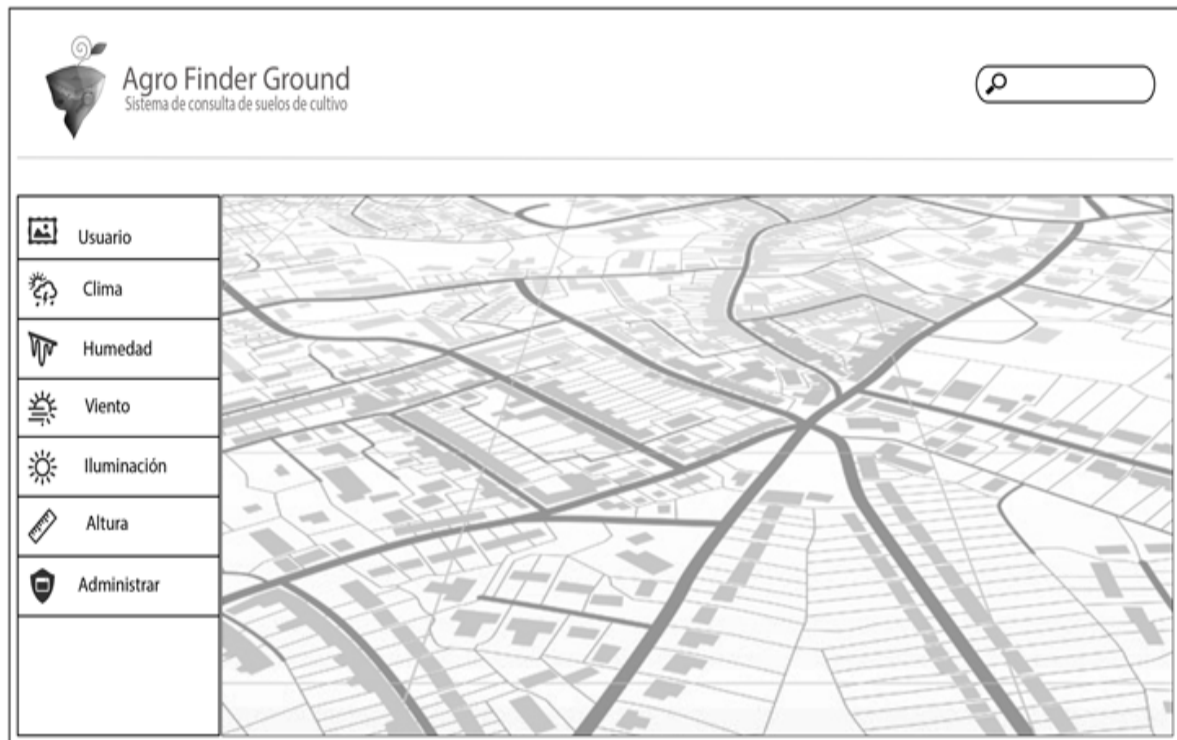 Agro Finder Ground
Sistema de consulta de suelos de cultivo
Usuario
Clima
Humedad
Viento
Iluminación
Altura
Administrar